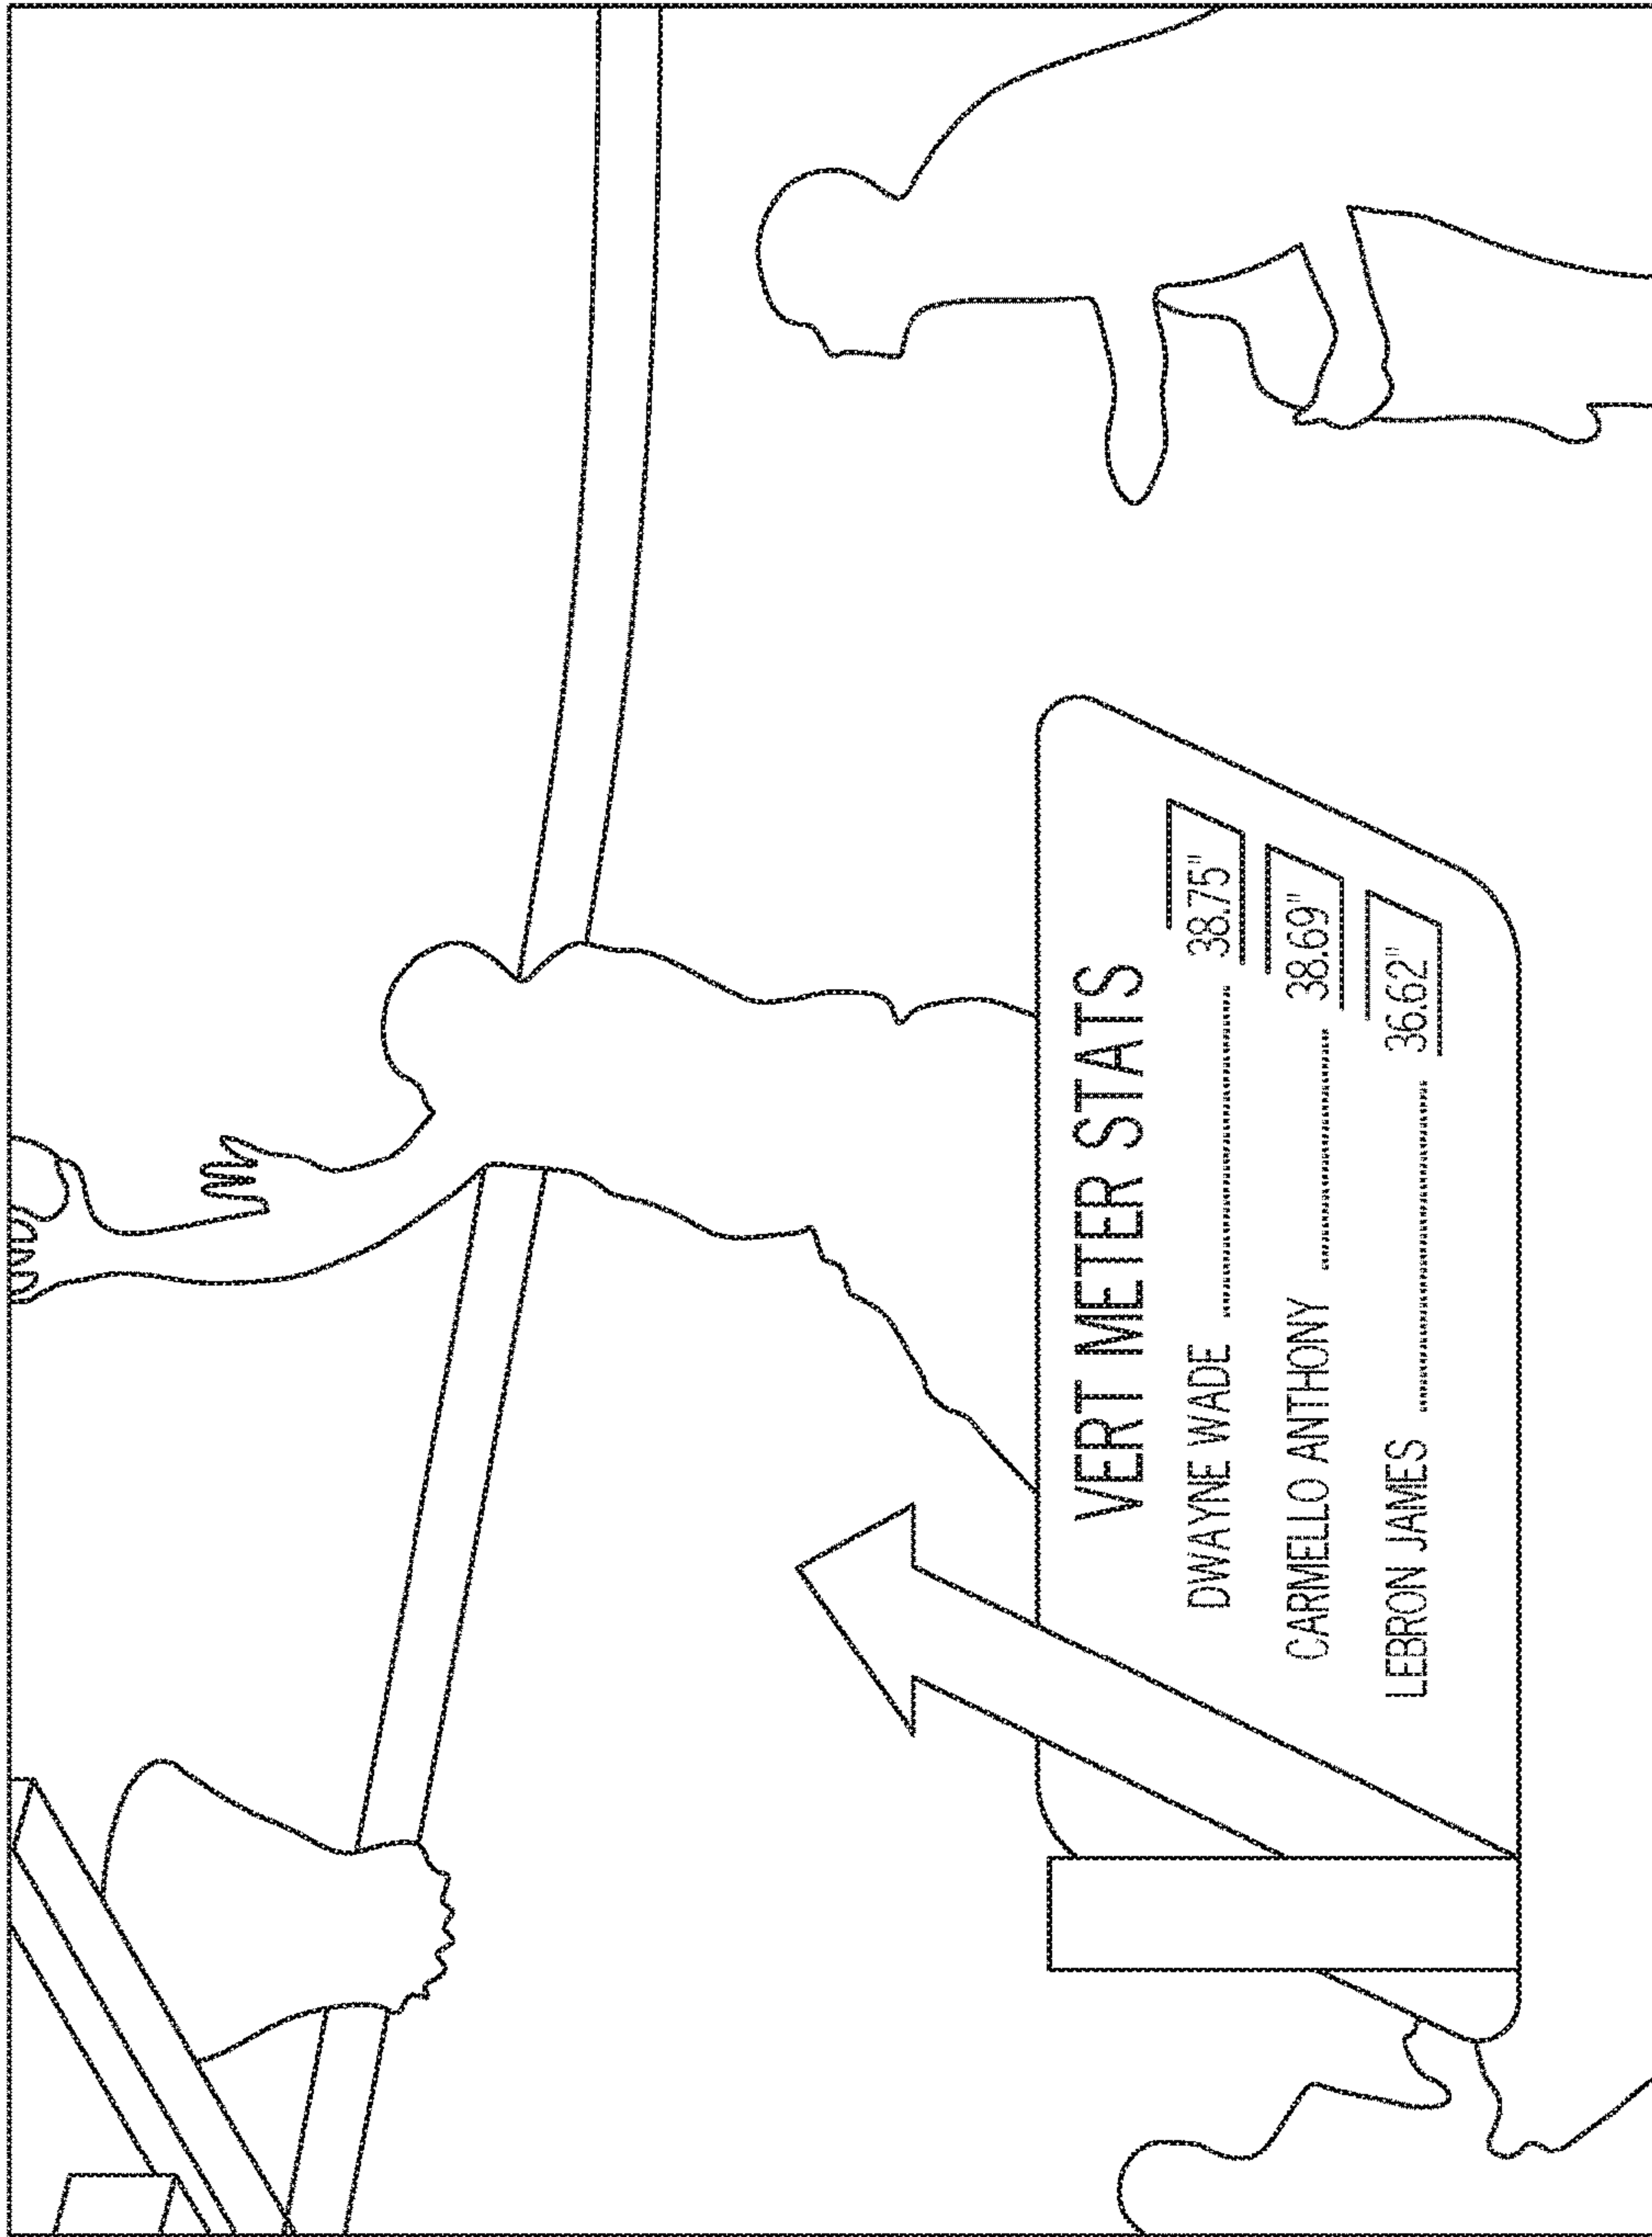 VERT METER STATS
DWAYNE WADE ........................ 38.75"
CARMELLO ANTHONY ................. 38.69"
LEBRON JAMES ........................ 36.62"